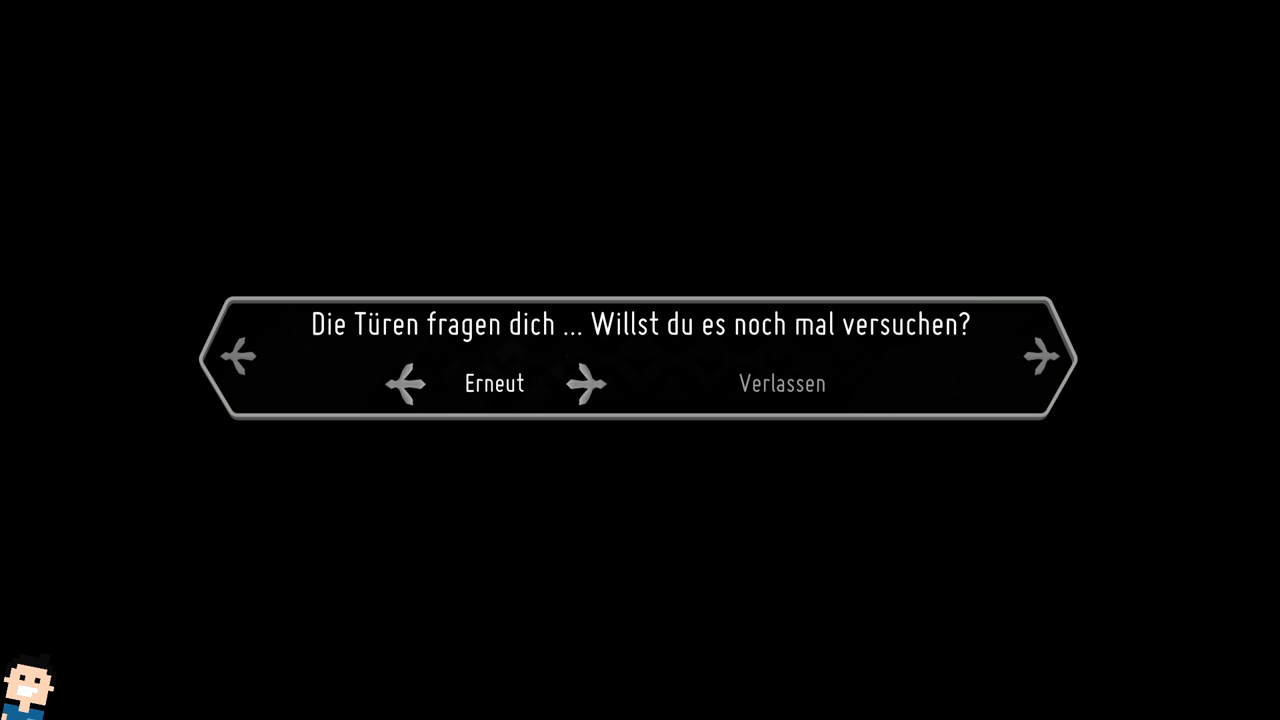 Die Türen fragen dich ... Willst du es noch mal versuchen?
Erneut Verlassen